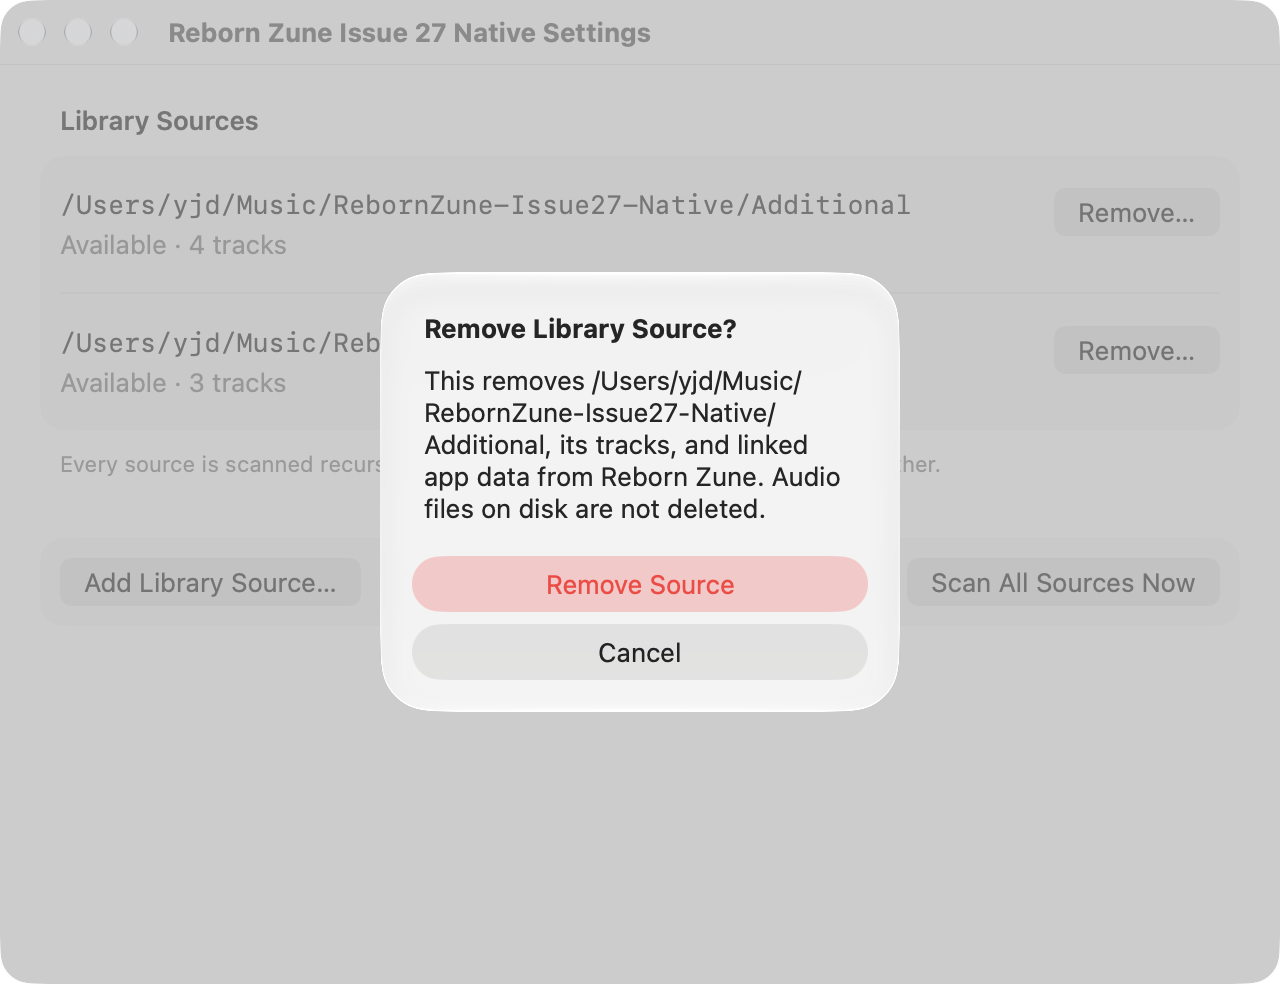 Reborn Zune Issue 27 Native Settings
Library Sources
/Users/yjd/Music/RebornZune-Issue27-Native/Additional
Remove...
Available · 4 tracks
/Users/yjd/Music/Reb
Remove...
Available · 3 tracks
Every source is scanned
Remove Library Source?
This removes /Users/yjd/Music/
RebornZune-Issue27-Native/
Additional, its tracks, and linked
app data from Reborn Zune. Audio
files on disk are not deleted.
Remove Source
Cancel
Add Library Source...
Scan All Sources Now